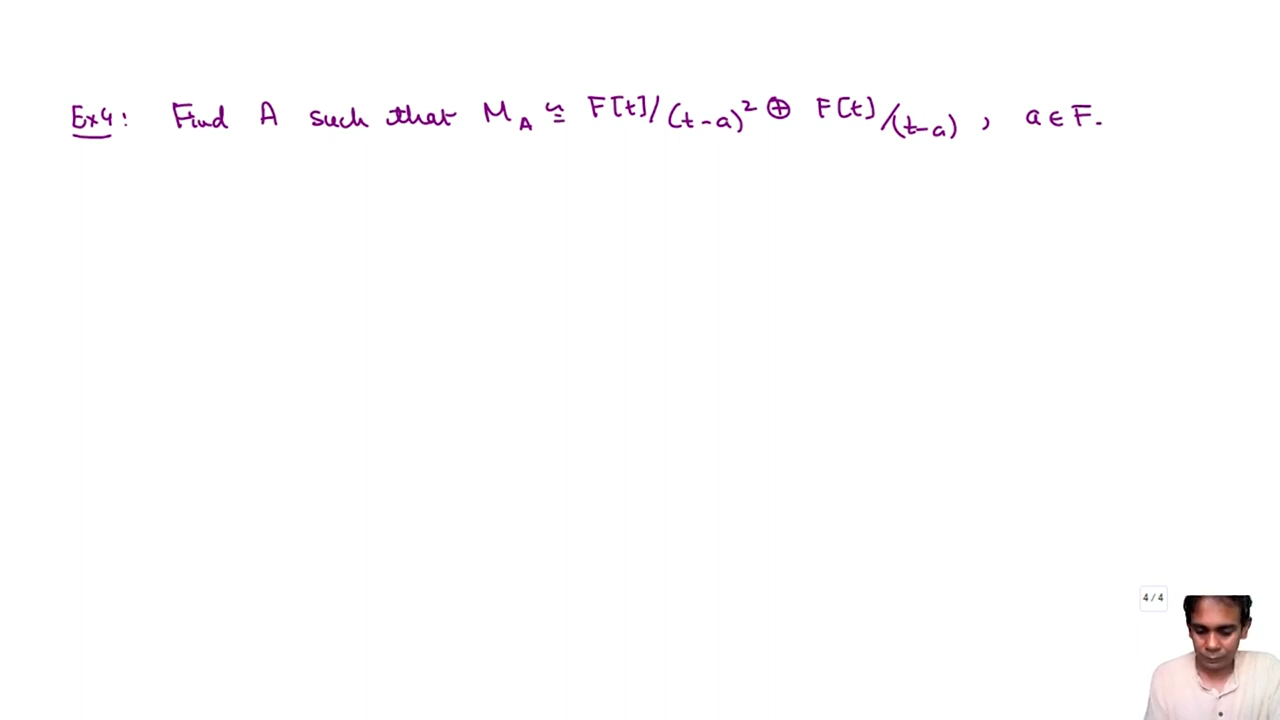 Ex4: Find A such that M_A ≅ F[t]/(t-a)² ⊕ F[t]/(t-a), a ∈ F.
4/4